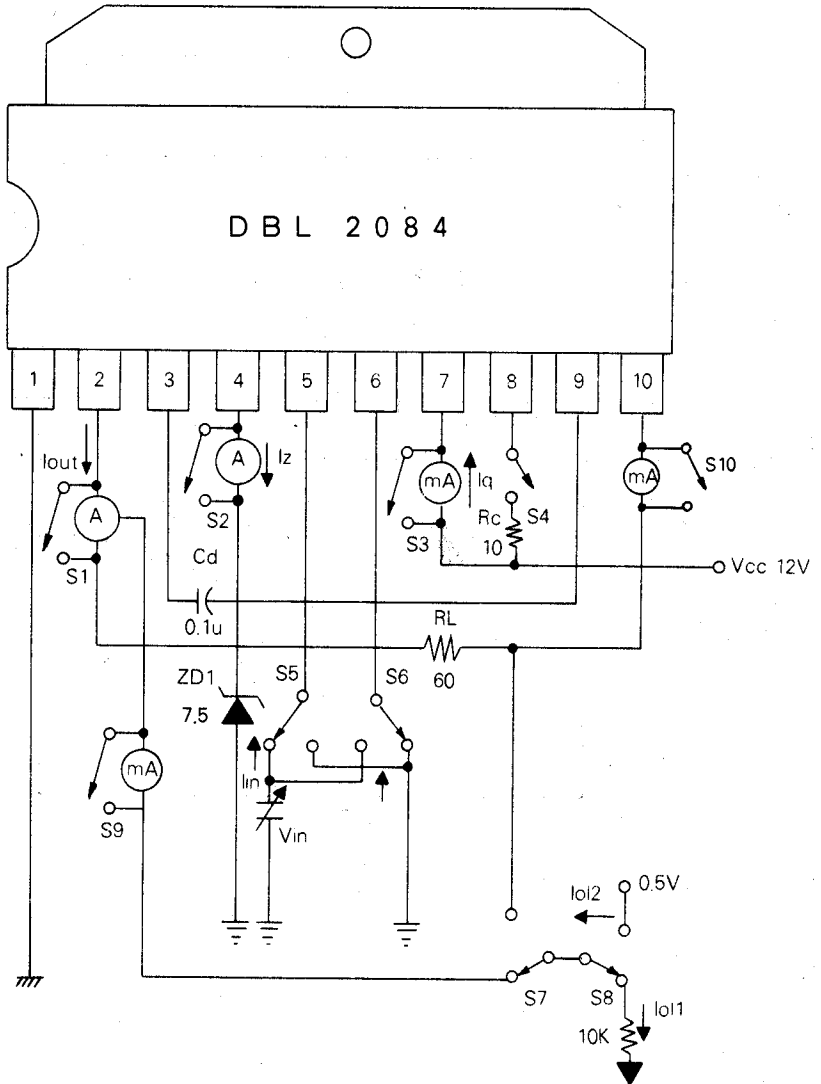 DBL 2084
1 2 3 4 5 6 7 8 9 10
Iout
A
S1
A
Iz
S2
Cd
0.1u
mA
Iq
S3
Rc
10
S4
mA
S10
Vcc 12V
RL
60
ZD1
7.5
S5
S6
Iin
Vin
mA
S9
Iol2
0.5V
S7
S8
Iol1
10K